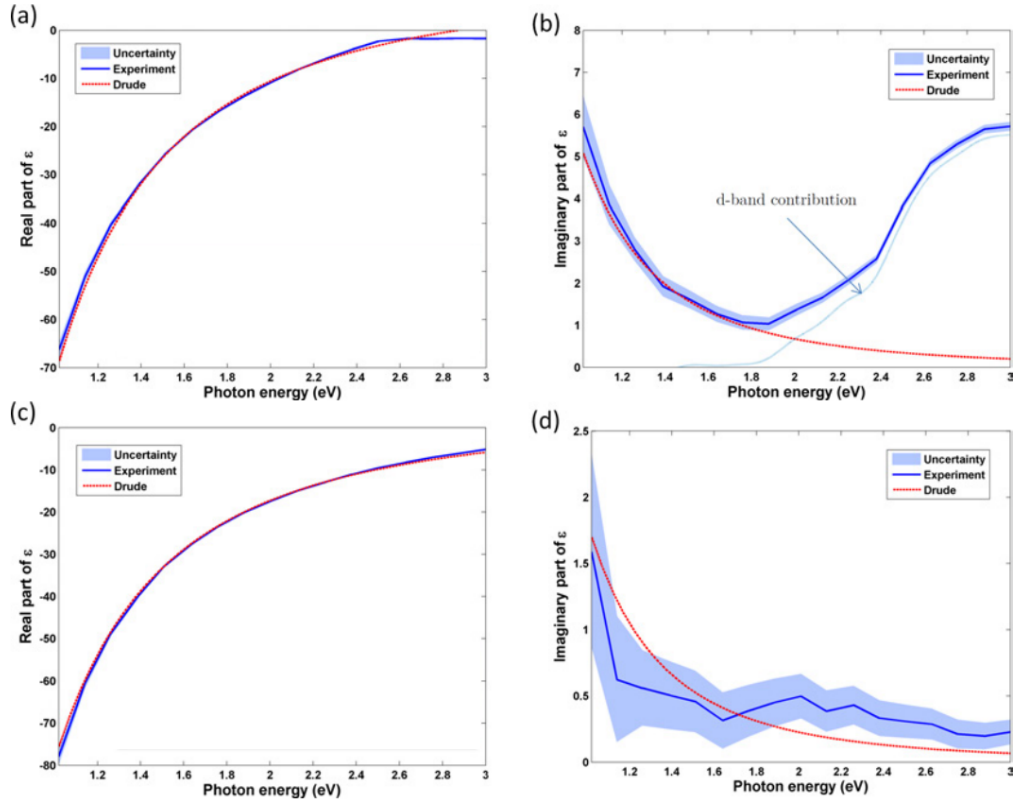 (a)
Real part of ε
0
-10
-20
-30
-40
-50
-60
-70
Uncertainty
Experiment
Drude
1.2 1.4 1.6 1.8 2 2.2 2.4 2.6 2.8 3
Photon energy (eV)
(b)
Imaginary part of ε
8
7
6
5
4
3
2
1
0
Uncertainty
Experiment
Drude
d-band contribution
1.2 1.4 1.6 1.8 2 2.2 2.4 2.6 2.8 3
Photon energy (eV)
(c)
Real part of ε
0
-10
-20
-30
-40
-50
-60
-70
-80
Uncertainty
Experiment
Drude
1.2 1.4 1.6 1.8 2 2.2 2.4 2.6 2.8 3
Photon energy (eV)
(d)
Imaginary part of ε
2.5
2
1.5
1
0.5
0
Uncertainty
Experiment
Drude
1.2 1.4 1.6 1.8 2 2.2 2.4 2.6 2.8 3
Photon energy (eV)